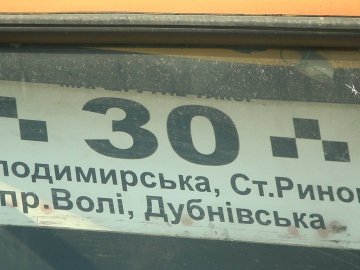 30
лодимирська, Ст.Рино
пр.Волі, Дубнівська